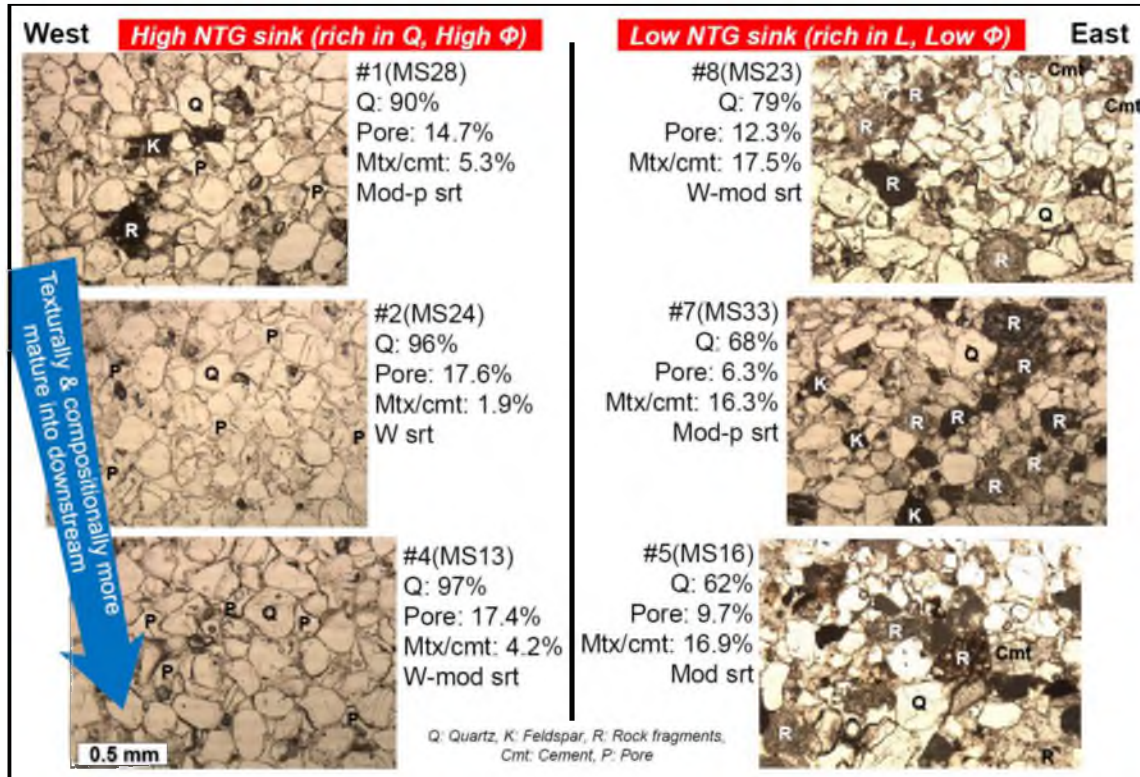 West
High NTG sink (rich in Q, High Φ)
Low NTG sink (rich in L, Low Φ)
East
#1(MS28)
Q: 90%
Pore: 14.7%
Mtx/cmt: 5.3%
Mod-p srt
Q
K
P
P
R
#2(MS24)
Q: 96%
Pore: 17.6%
Mtx/cmt: 1.9%
W srt
P
P
Q
P
P
P
#4(MS13)
Q: 97%
Pore: 17.4%
Mtx/cmt: 4.2%
W-mod srt
P
P
Q
P
P
P
0.5 mm
Texturally & compositionally more
mature into downstream
#8(MS23)
Q: 79%
Pore: 12.3%
Mtx/cmt: 17.5%
W-mod srt
Cmt
Cmt
R
R
R
Q
R
#7(MS33)
Q: 68%
Pore: 6.3%
Mtx/cmt: 16.3%
Mod-p srt
R
Q
R
K
R
R
R
K
R
R
K
#5(MS16)
Q: 62%
Pore: 9.7%
Mtx/cmt: 16.9%
Mod srt
R
R
Cmt
Q
R
R
Q: Quartz, K: Feldspar, R: Rock fragments,
Cmt: Cement, P: Pore